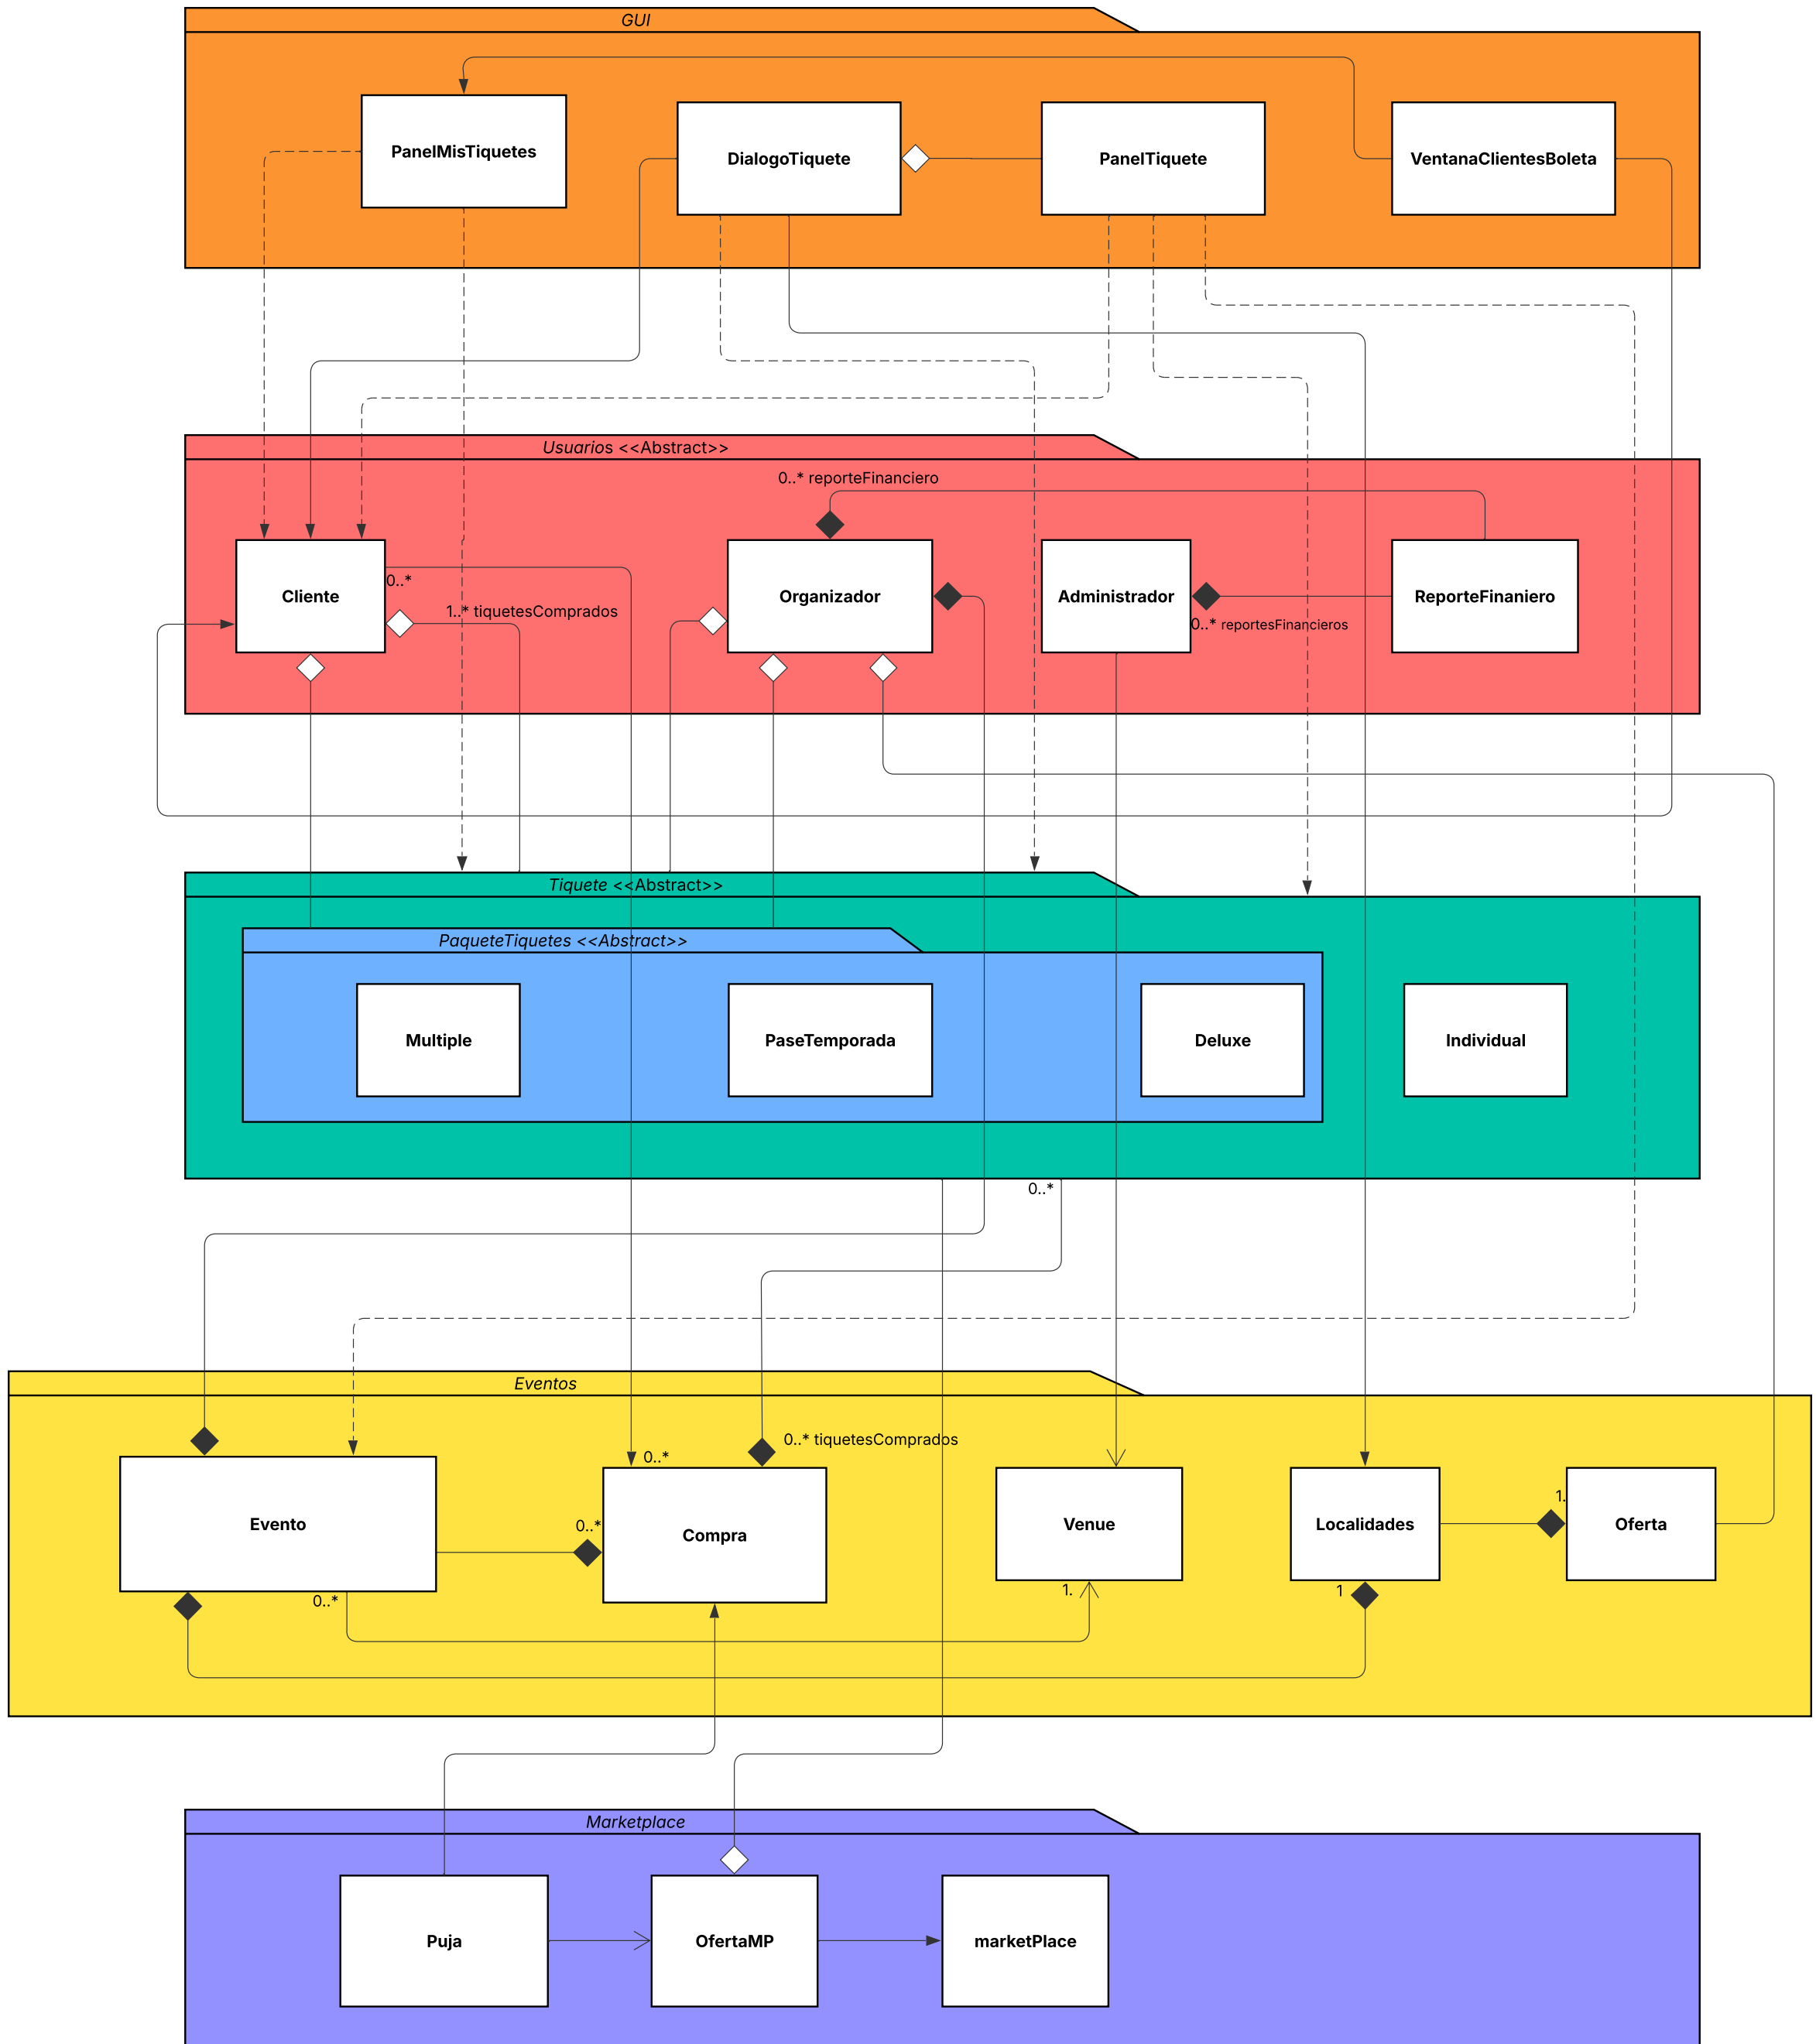 GUI
PanelMisTiquetes
DialogoTiquete
PanelTiquete
VentanaClientesBoleta
Usuarios <<Abstract>>
0..* reporteFinanciero
Cliente
0..*
1..* tiquetesComprados
Organizador
Administrador
0..* reportesFinancieros
ReporteFinaniero
Tiquete <<Abstract>>
PaqueteTiquetes <<Abstract>>
Multiple
PaseTemporada
Deluxe
Individual
0..*
Eventos
0..* tiquetesComprados
0..*
Evento
0..*
Compra
Venue
Localidades
1.
Oferta
0..*
1.
1
Marketplace
Puja
OfertaMP
marketPlace